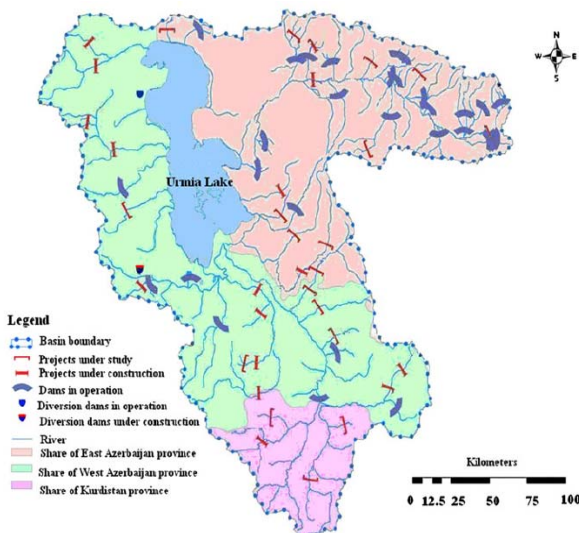 N
W E
S
Urmia Lake
Legend
Basin boundary
Projects under study
Projects under construction
Dams in operation
Diversion dams in operation
Diversion dams under construction
River
Share of East Azerbaijan province
Share of West Azerbaijan province
Share of Kurdistan province
Kilometers
0 12.5 25 50 75 100